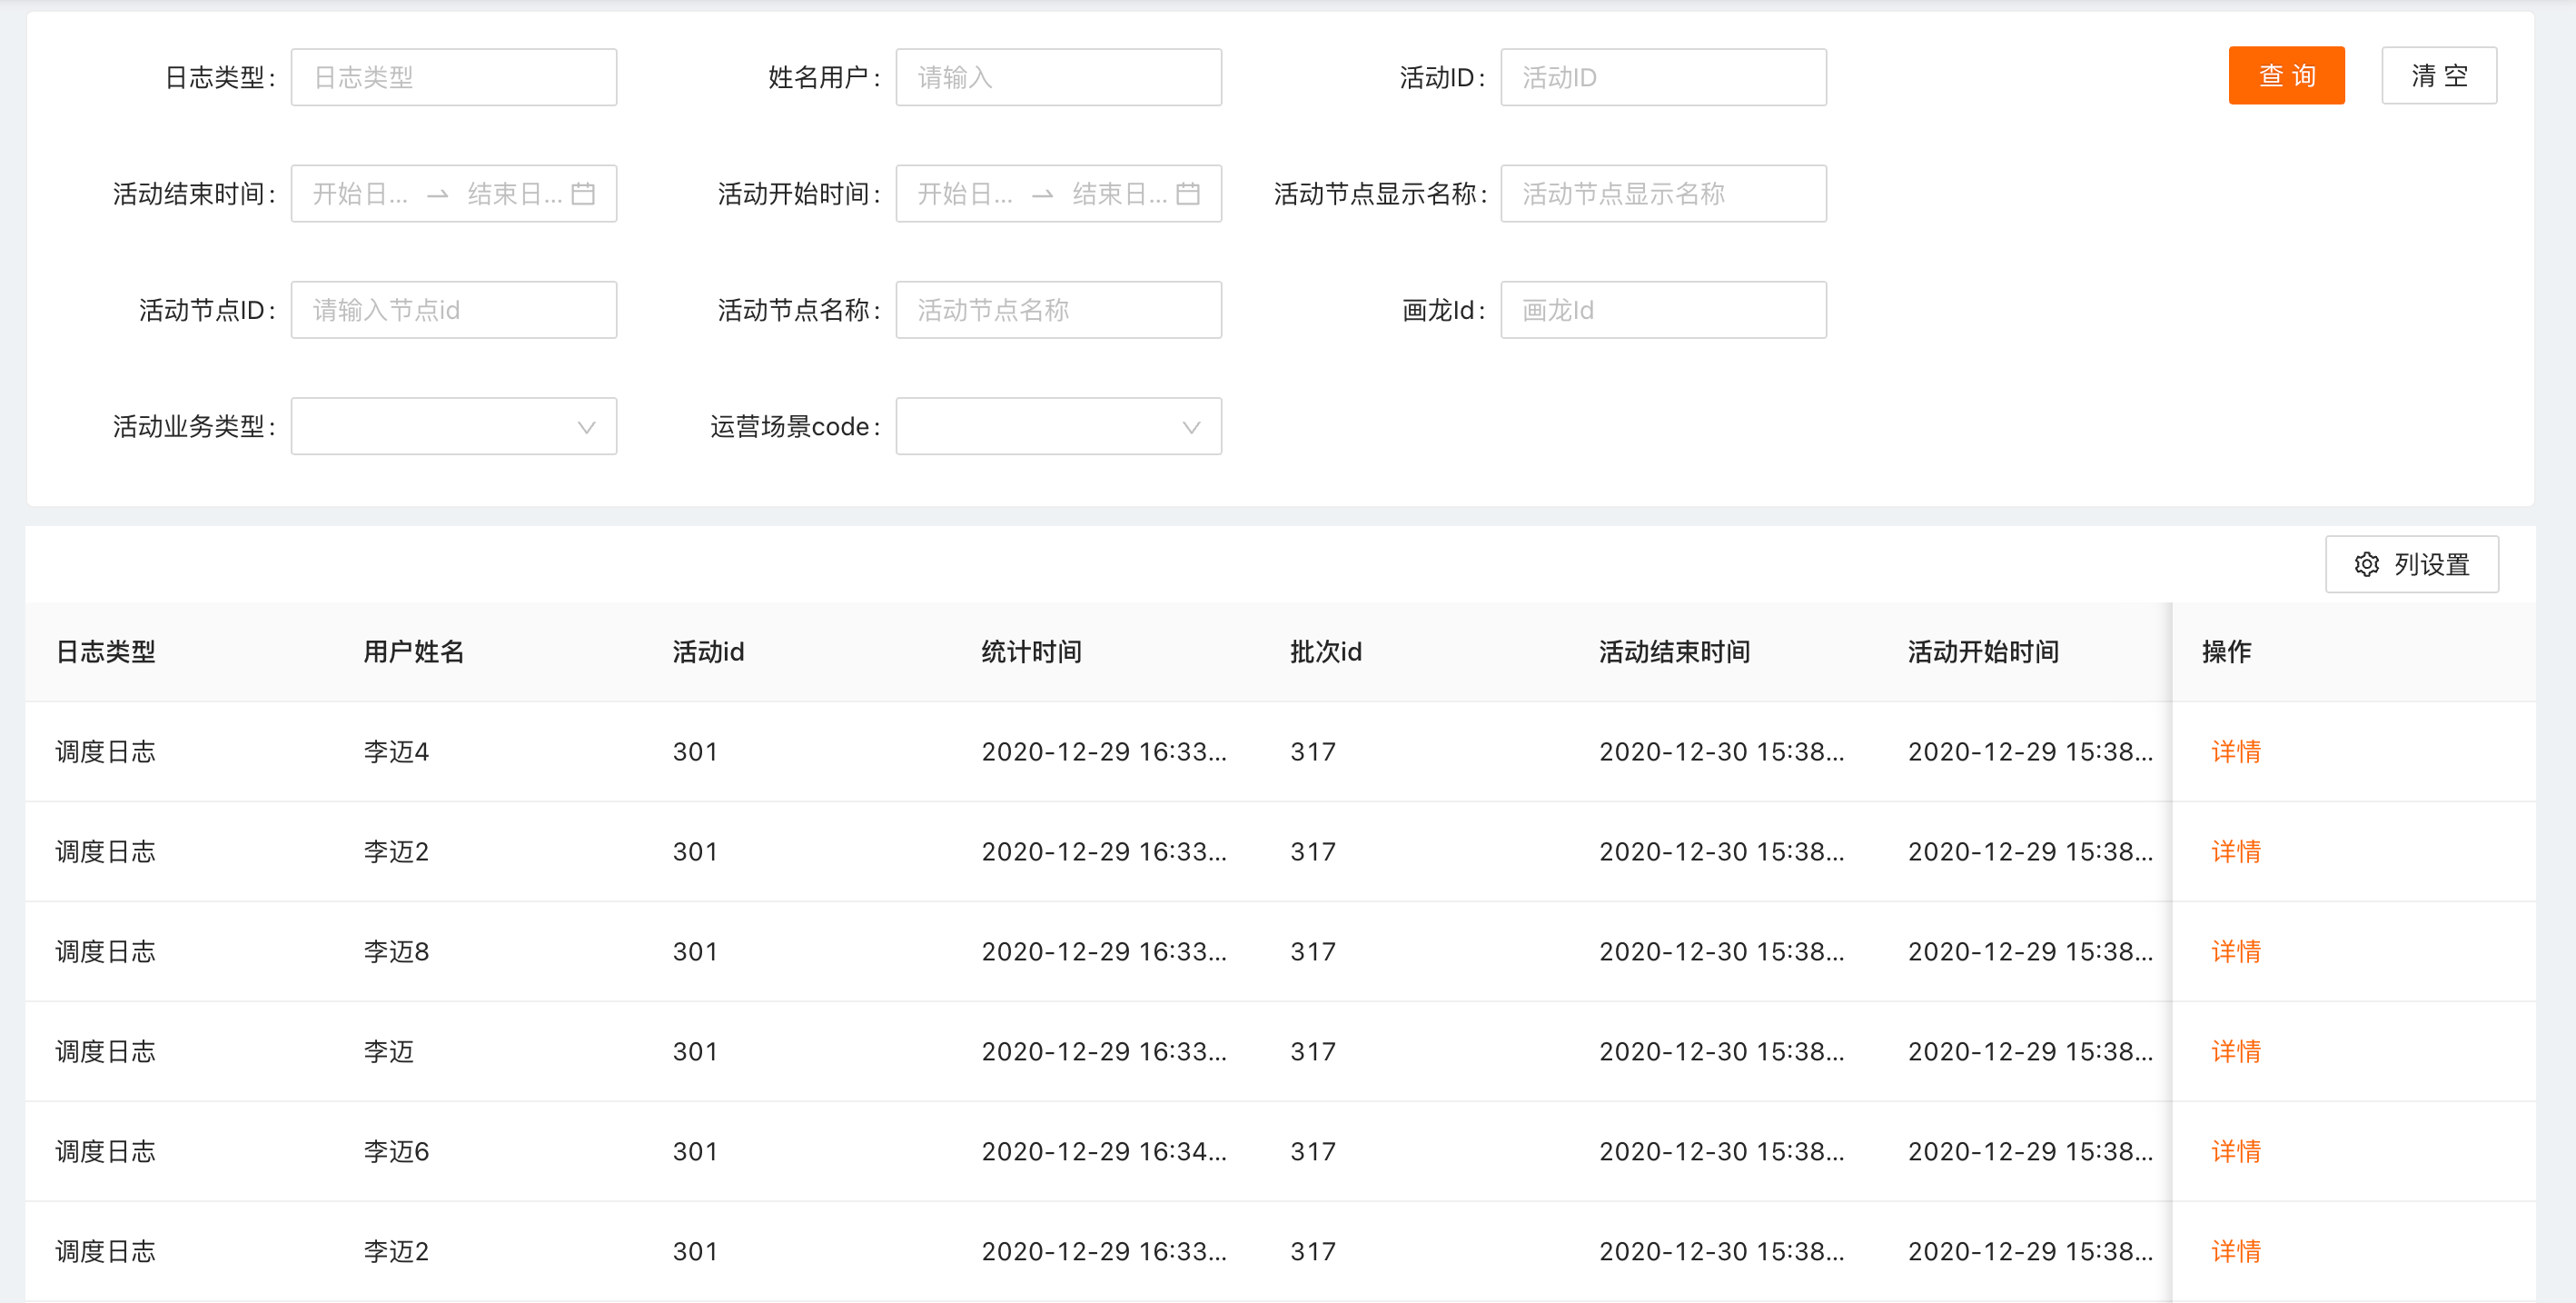 日志类型: 日志类型 姓名用户: 请输入 活动ID: 活动ID 查 询 清 空
活动结束时间: 开始日... 结束日... 活动开始时间: 开始日... 结束日... 活动节点显示名称: 活动节点显示名称
活动节点ID: 请输入节点id 活动节点名称: 活动节点名称 画龙Id: 画龙Id
活动业务类型: 运营场景code:
列设置
日志类型 用户姓名 活动id 统计时间 批次id 活动结束时间 活动开始时间 操作
调度日志 李迈4 301 2020-12-29 16:33... 317 2020-12-30 15:38... 2020-12-29 15:38... 详情
调度日志 李迈2 301 2020-12-29 16:33... 317 2020-12-30 15:38... 2020-12-29 15:38... 详情
调度日志 李迈8 301 2020-12-29 16:33... 317 2020-12-30 15:38... 2020-12-29 15:38... 详情
调度日志 李迈 301 2020-12-29 16:33... 317 2020-12-30 15:38... 2020-12-29 15:38... 详情
调度日志 李迈6 301 2020-12-29 16:34... 317 2020-12-30 15:38... 2020-12-29 15:38... 详情
调度日志 李迈2 301 2020-12-29 16:33... 317 2020-12-30 15:38... 2020-12-29 15:38... 详情